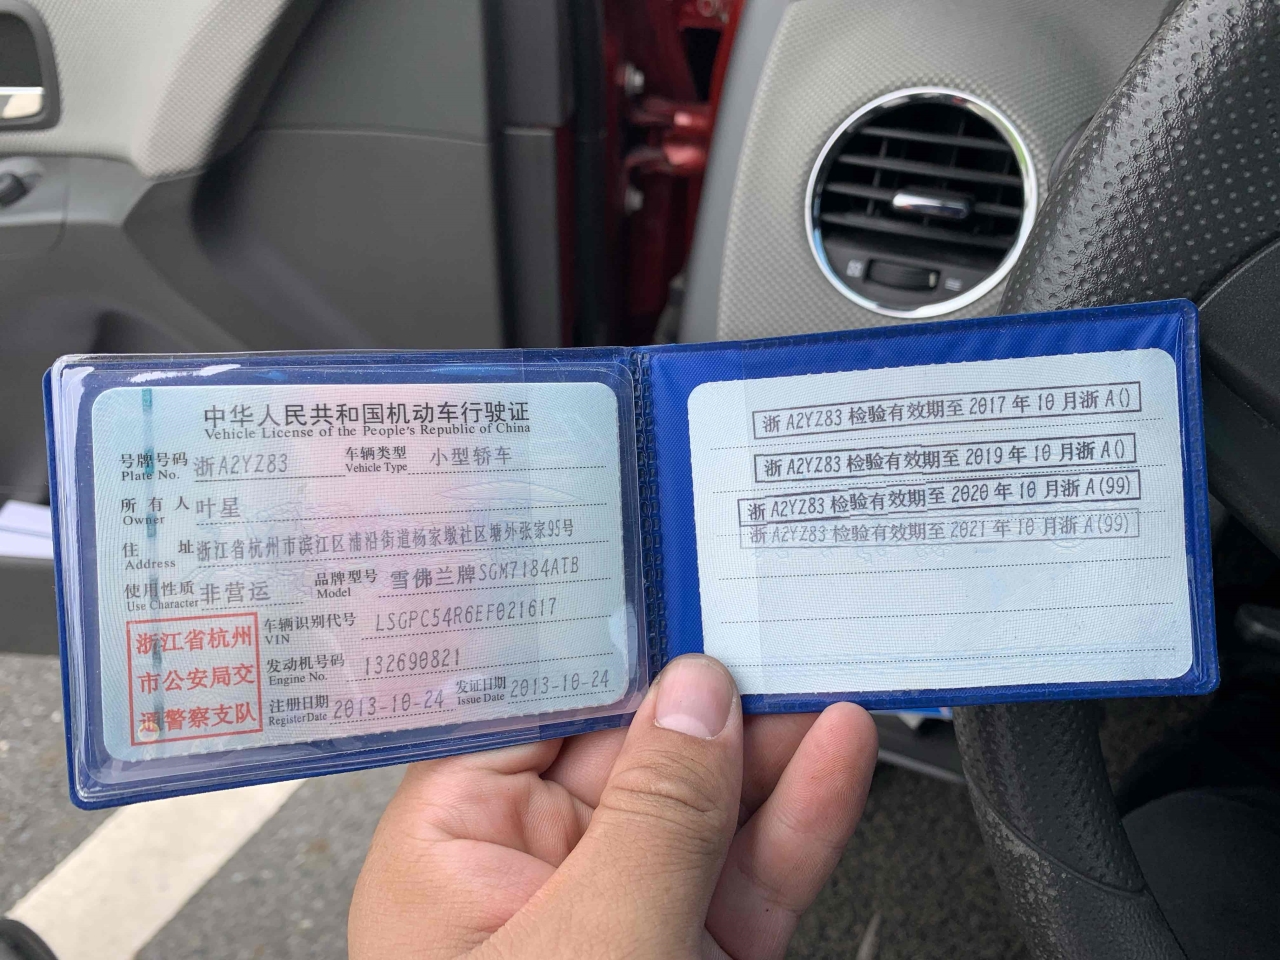 中华人民共和国机动车行驶证
Vehicle License of the People's Republic of China
号牌号码 浙A2YZ83 车辆类型 小型轿车
Plate No. Vehicle Type
所有人 叶星
Owner
住址 浙江省杭州市滨江区浦沿街道杨家墩社区塘外张家95号
Address
使用性质 非营运 品牌型号 雪佛兰牌SGM7184ATB
Use Character Model
浙江省杭州市公安局交通警察支队
车辆识别代号 LSGPC54R6EF021617
VIN
发动机号码 132690821
Engine No.
注册日期 2013-10-24 发证日期 2013-10-24
Register Date Issue Date
浙A2YZ83检验有效期至2017年10月浙A()
浙A2YZ83检验有效期至2019年10月浙A()
浙A2YZ83检验有效期至2020年10月浙A(99)
浙A2YZ83检验有效期至2021年10月浙A(99)